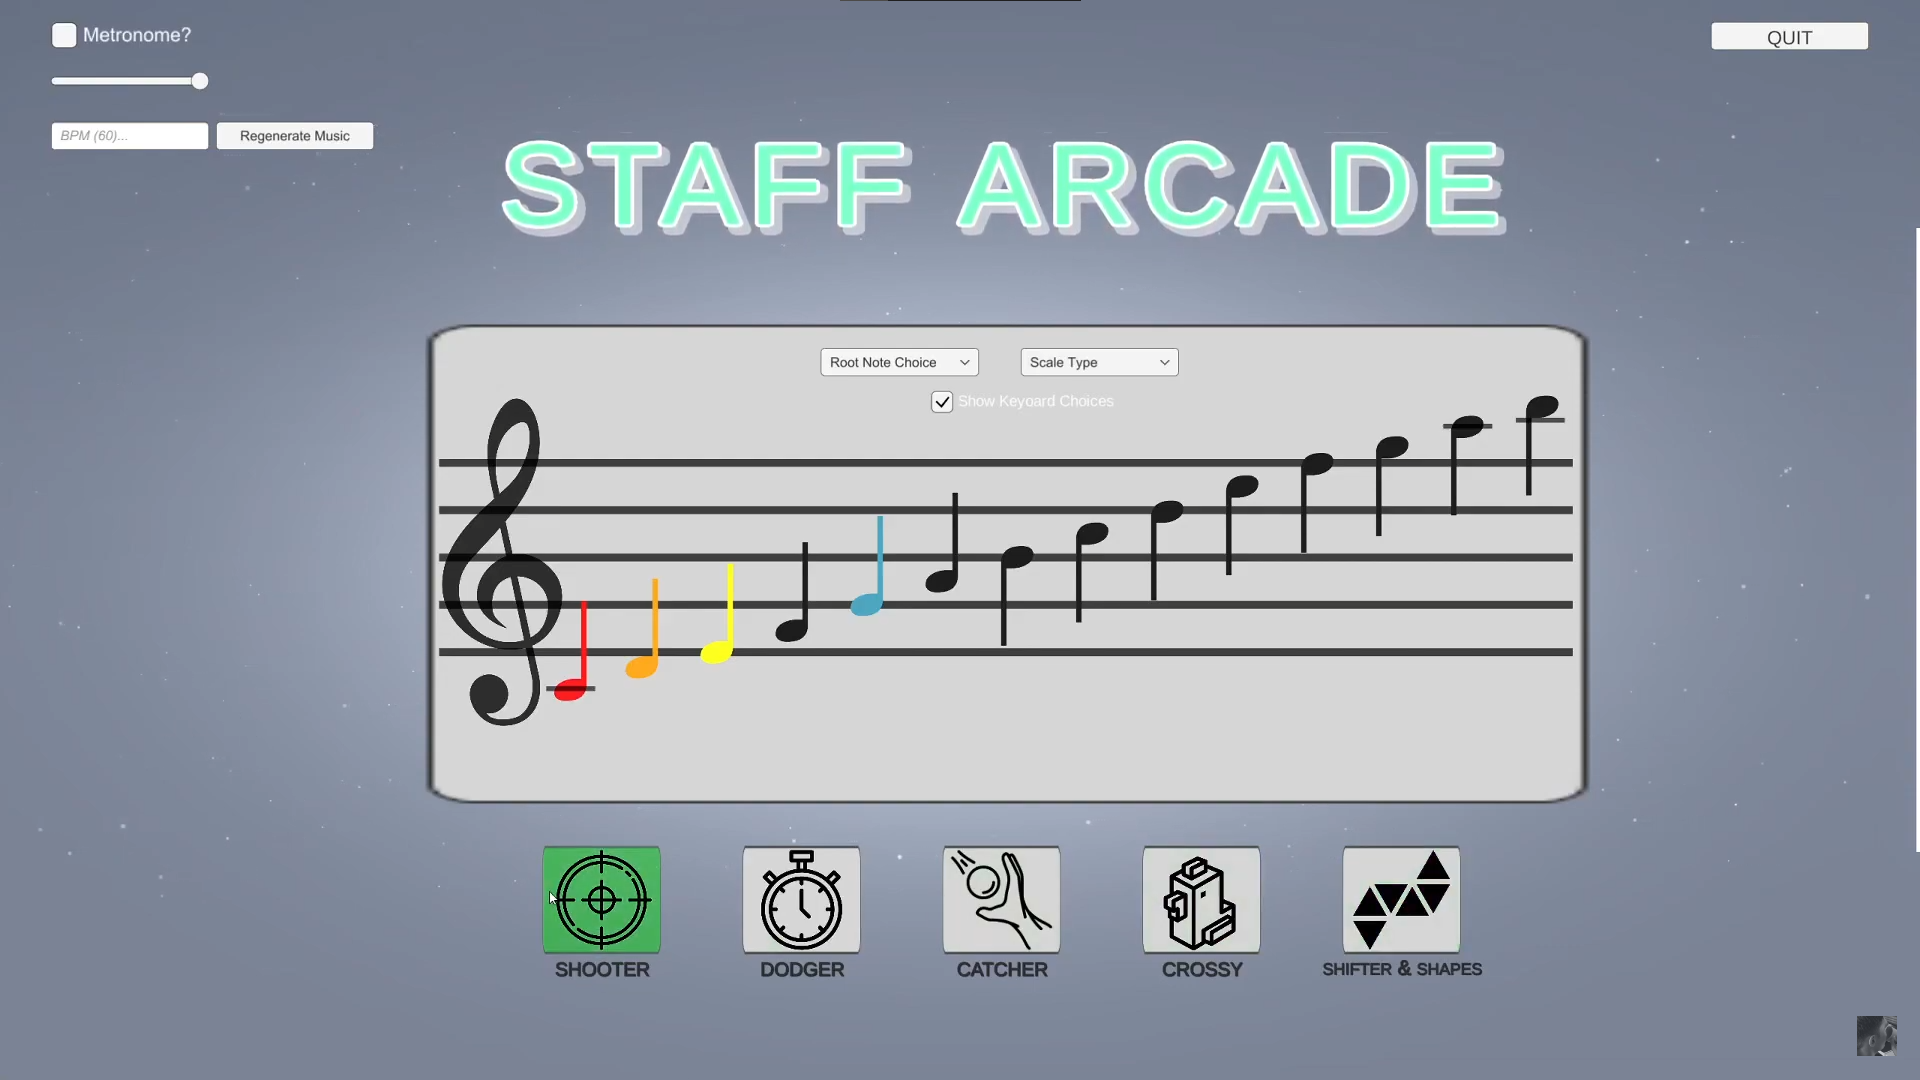 Metronome?
QUIT
BPM (60)...
Regenerate Music
STAFF ARCADE
Root Note Choice
Scale Type
Show Keyoard Choices
SHOOTER
DODGER
CATCHER
CROSSY
SHIFTER & SHAPES